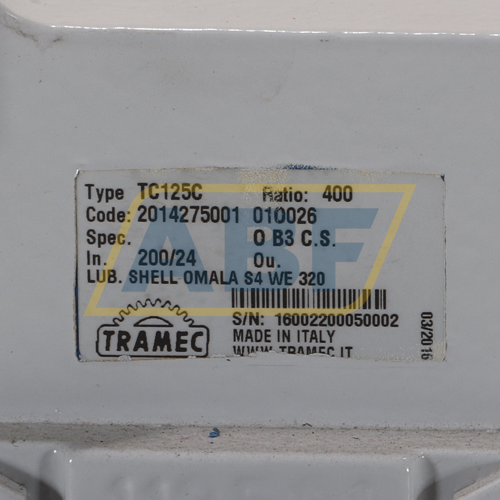 Type TC125C Ratio: 400
Code: 2014275001 010026
Spec. O B3 C.S.
In. 200/24 Ou.
LUB. SHELL OMALA S4 WE 320
S/N: 16002200050002
MADE IN ITALY
WWW.TRAMEC.IT
TRAMEC
03/2016
ABF